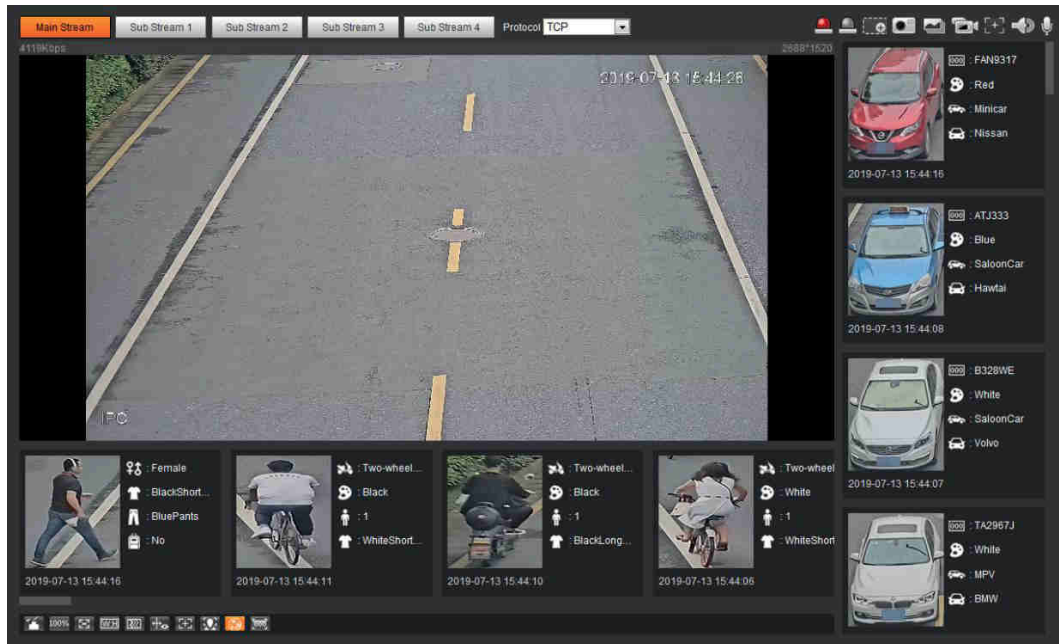 Main Stream
Sub Stream 1
Sub Stream 2
Sub Stream 3
Sub Stream 4
Protocol TCP
4119Kbps
2688*1520
2019-07-13 15:44:26
IPC
: FAN9317
: Red
: Minicar
: Nissan
2019-07-13 15:44:16
: ATJ333
: Blue
: SaloonCar
: Hawtai
2019-07-13 15:44:08
: B328WE
: White
: SaloonCar
: Volvo
2019-07-13 15:44:07
: TA2967J
: White
: MPV
: BMW
: Female
: BlackShort...
: BluePants
: No
2019-07-13 15:44:16
: Two-wheel...
: Black
: 1
: WhiteShort...
2019-07-13 15:44:11
: Two-wheel...
: Black
: 1
: BlackLong...
2019-07-13 15:44:10
: Two-wheel
: White
: 1
: WhiteShort
2019-07-13 15:44:06
100%
W:H